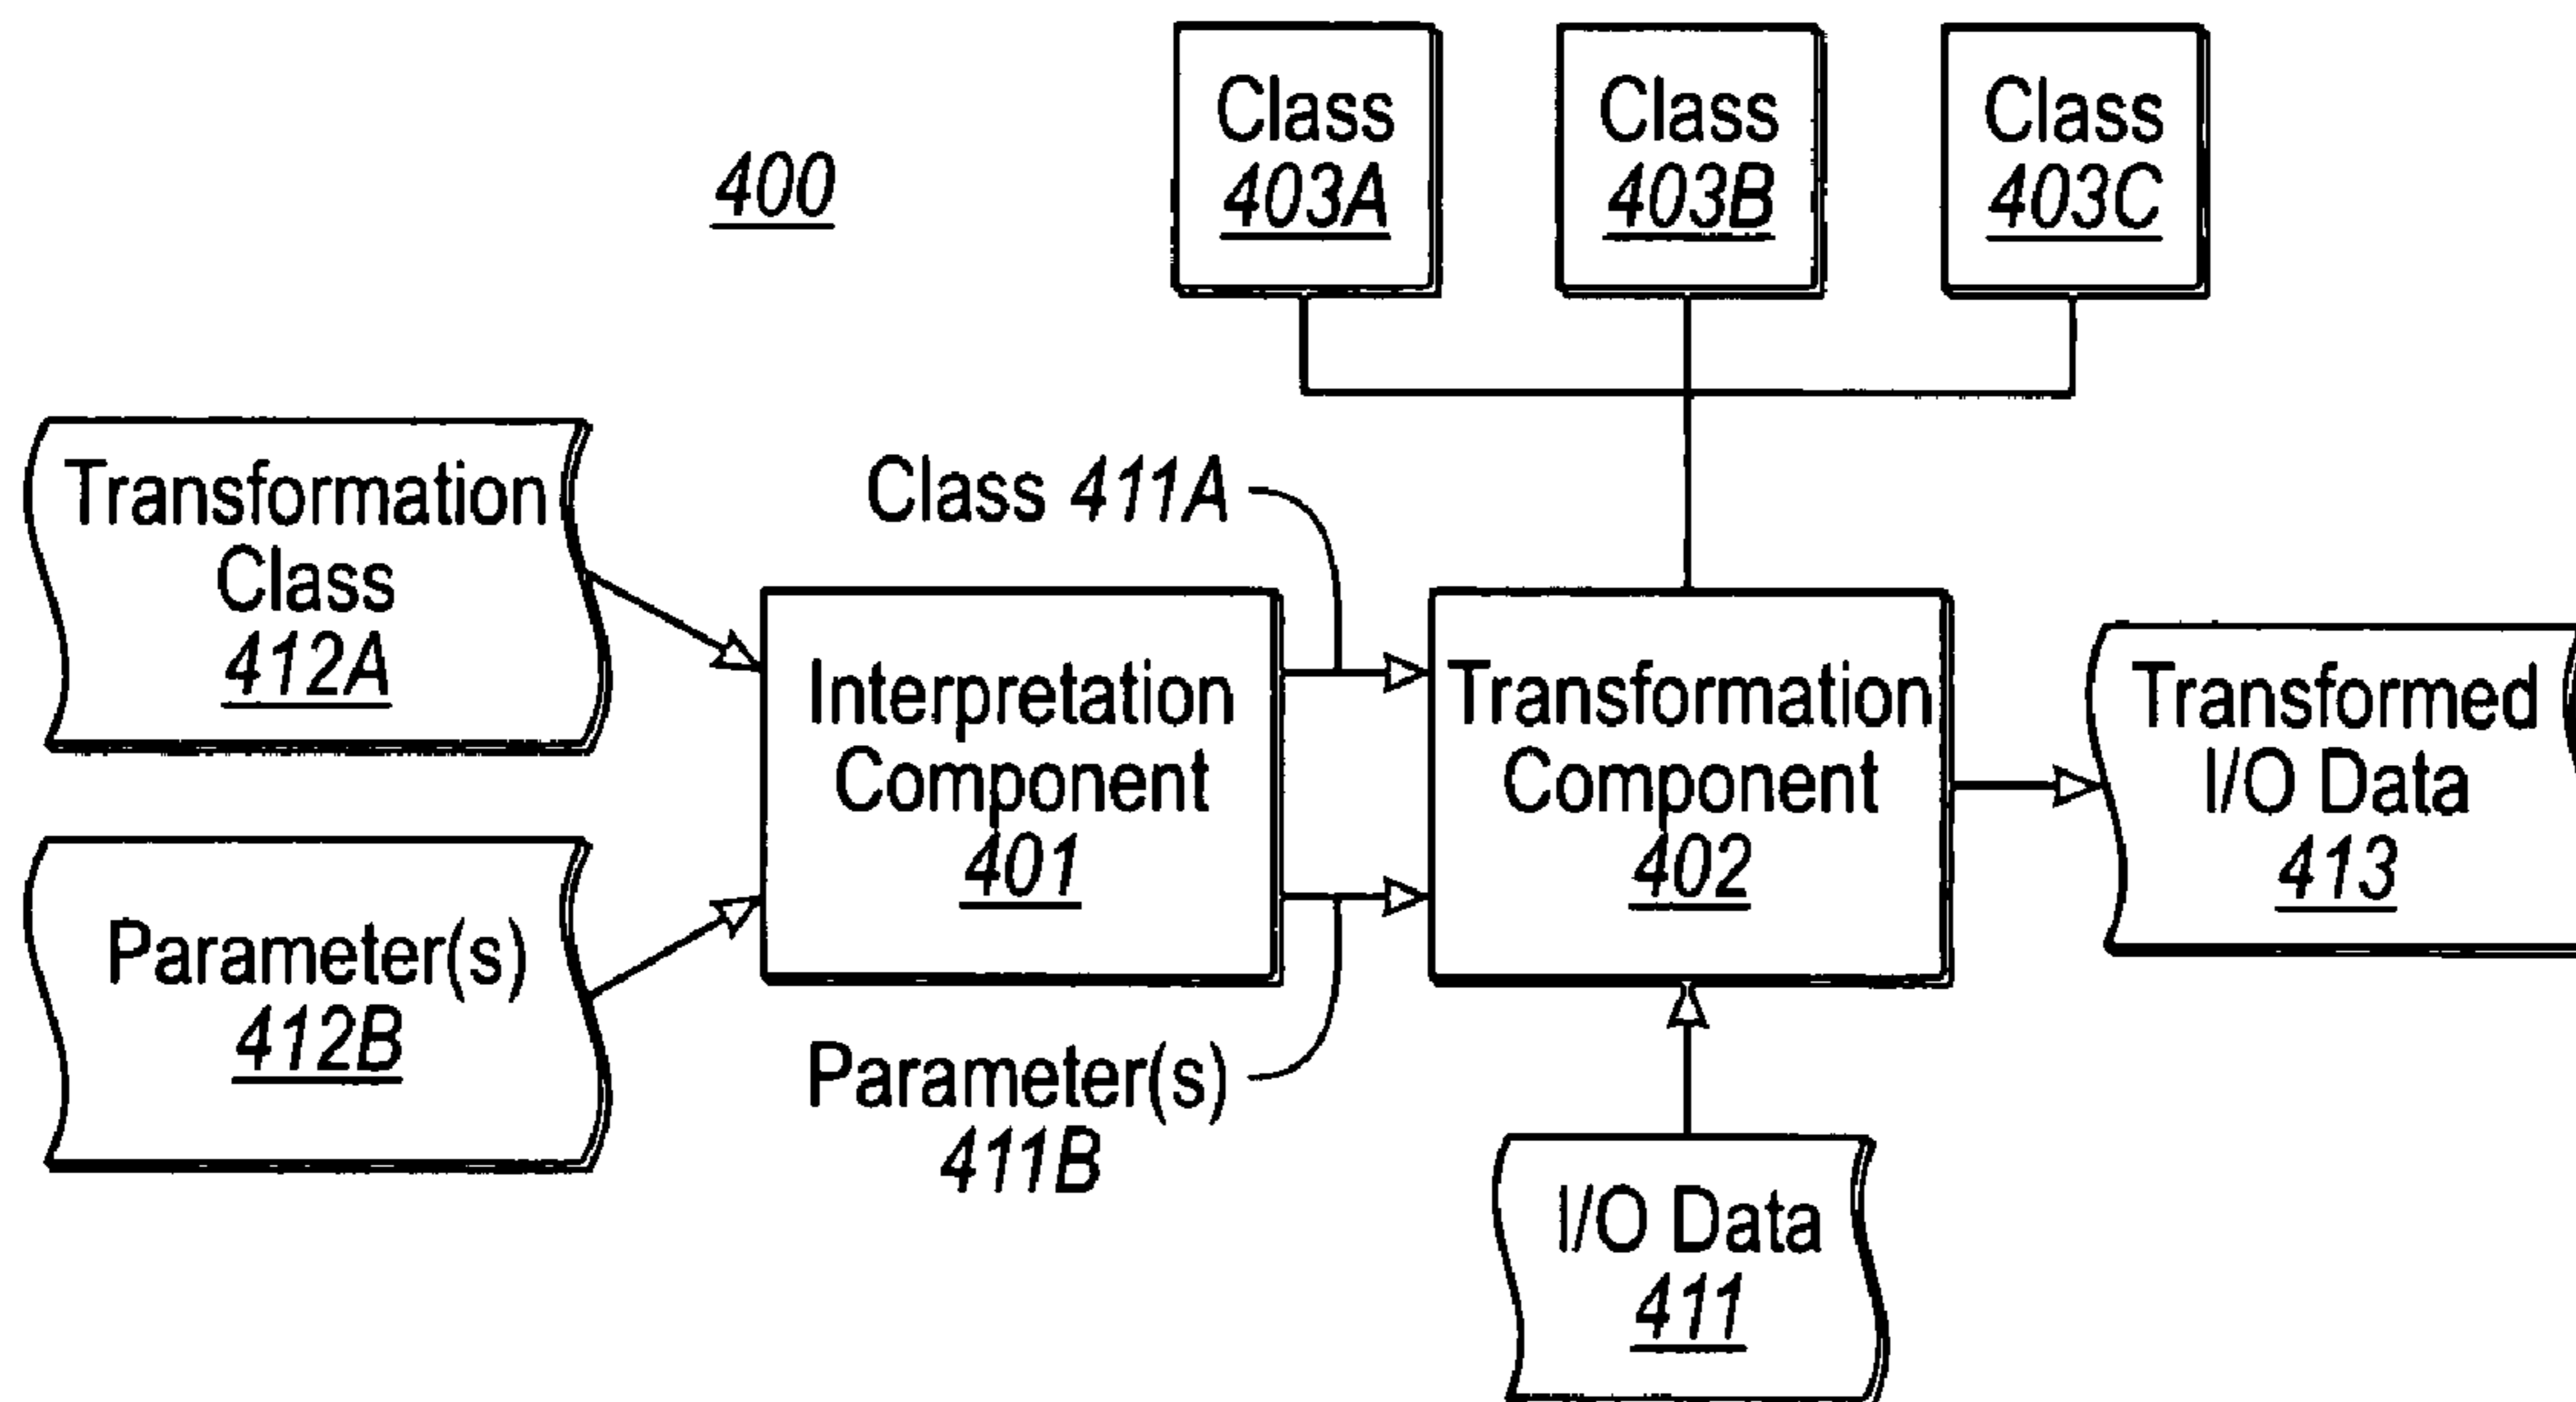 400
Class
403A
Class
403B
Class
403C
Transformation
Class
412A
Class 411A
Interpretation
Component
401
Transformation
Component
402
Transformed
I/O Data
413
Parameter(s)
412B
Parameter(s)
411B
I/O Data
411